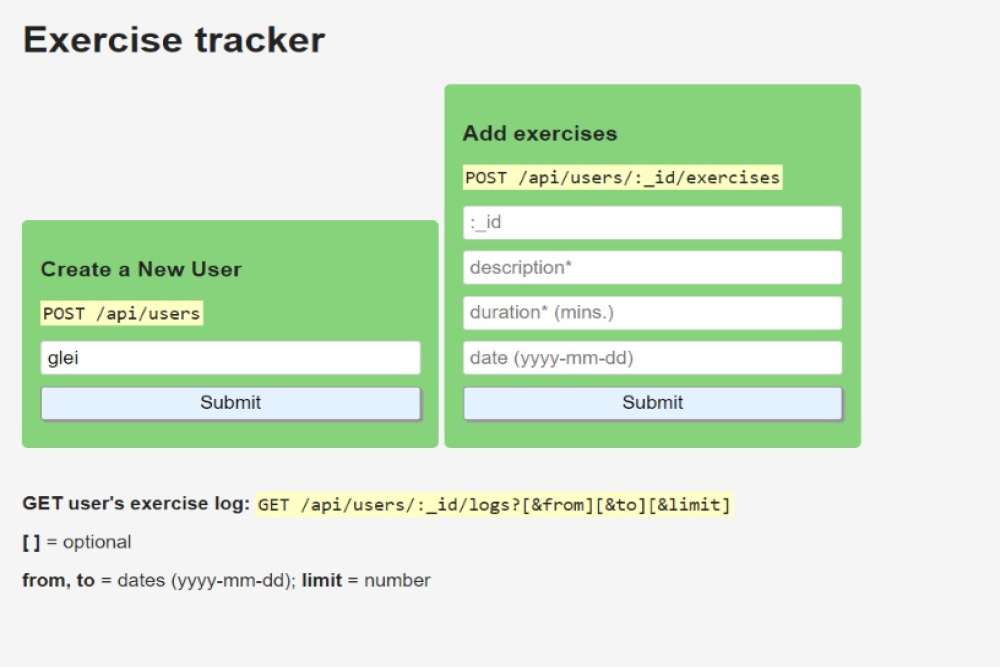 Exercise tracker
Create a New User
POST /api/users
glei
Submit
Add exercises
POST /api/users/:_id/exercises
:_id
description*
duration* (mins.)
date (yyyy-mm-dd)
Submit
GET user's exercise log: GET /api/users/:_id/logs?[&from][&to][&limit]
[ ] = optional
from, to = dates (yyyy-mm-dd); limit = number